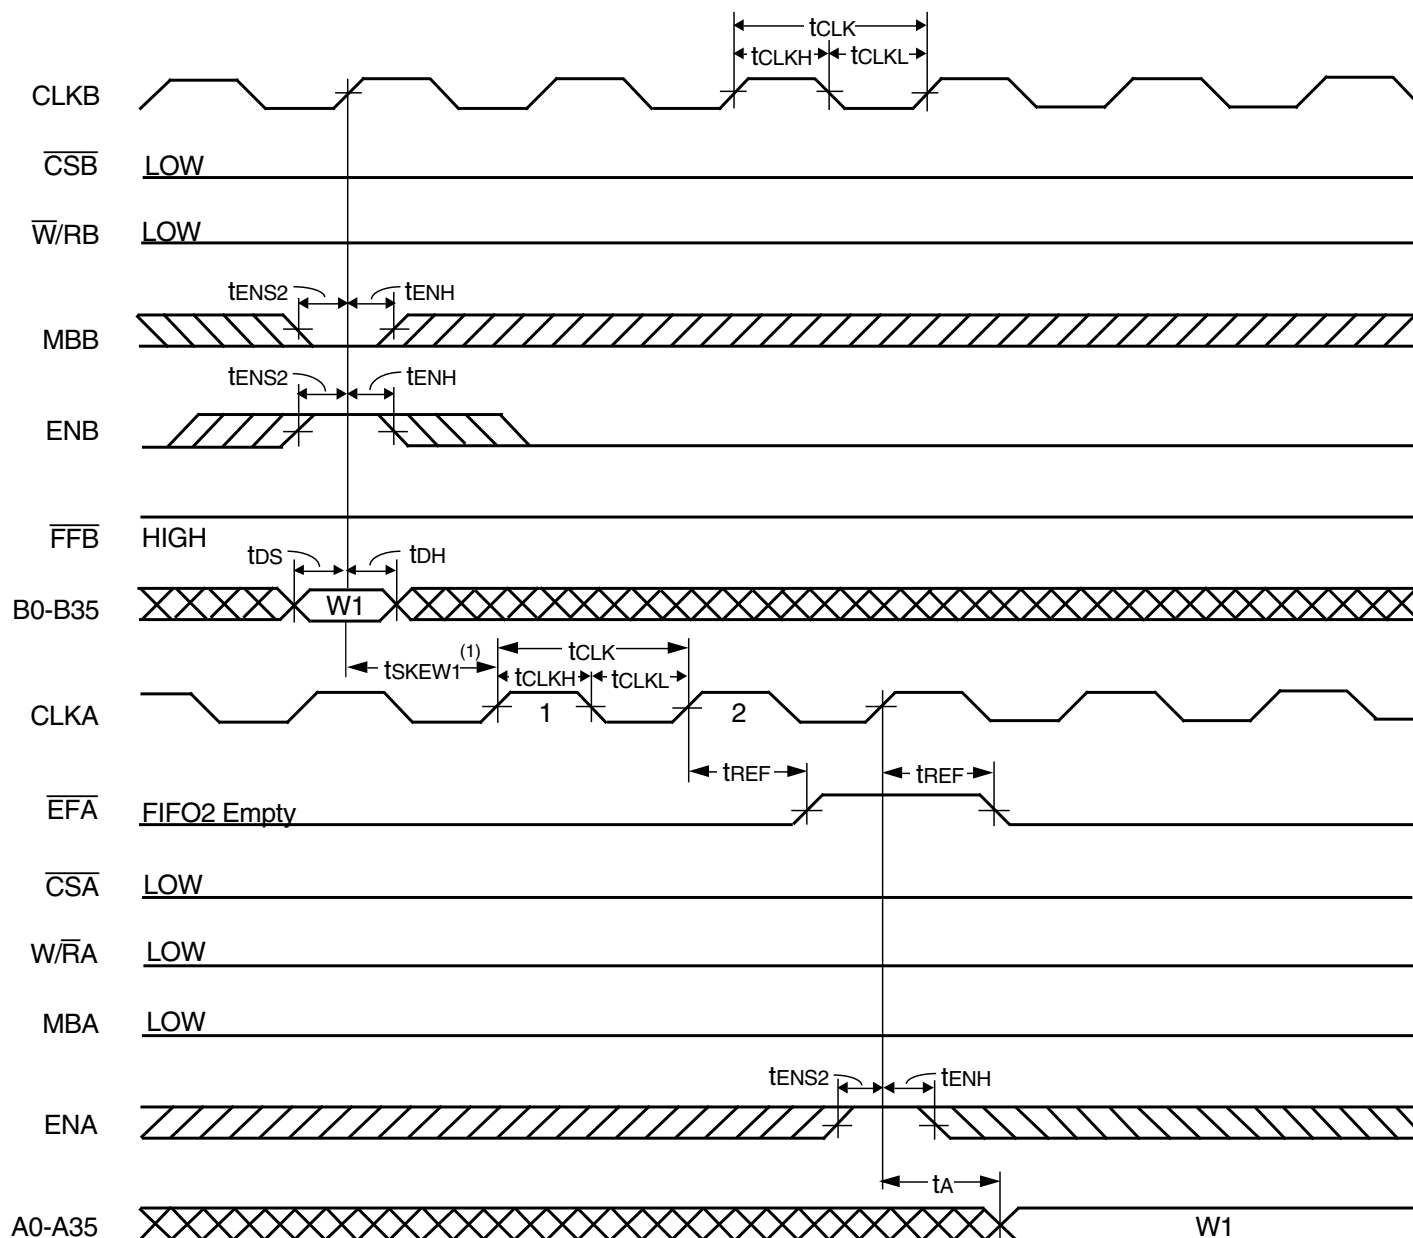 tCLK
tCLKH tCLKL
CLKB
CSB LOW
W/RB LOW
tENS2 tENH
MBB
tENS2 tENH
ENB
FFB HIGH
tDS tDH
B0-B35 W1
tSKEW1(1) tCLK
tCLKH tCLKL
CLKA 1 2
tREF tREF
EFA FIFO2 Empty
CSA LOW
W/RA LOW
MBA LOW
tENS2 tENH
ENA
tA
A0-A35 W1